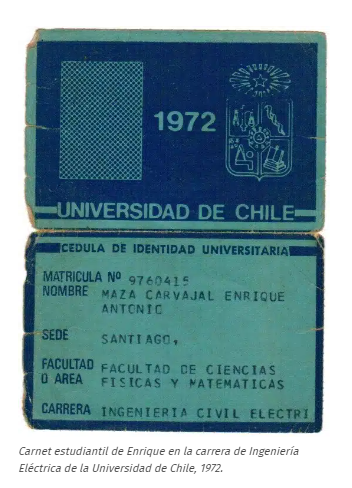 1972
UNIVERSIDAD DE CHILE
CEDULA DE IDENTIDAD UNIVERSITARIA
MATRICULA Nº 9760415
NOMBRE MAZA CARVAJAL ENRIQUE
ANTONIO
SEDE SANTIAGO,
FACULTAD FACULTAD DE CIENCIAS
O AREA FISICAS Y MATEMATICAS
CARRERA INGENIERIA CIVIL ELECTRI
Carnet estudiantil de Enrique en la carrera de Ingeniería
Eléctrica de la Universidad de Chile, 1972.